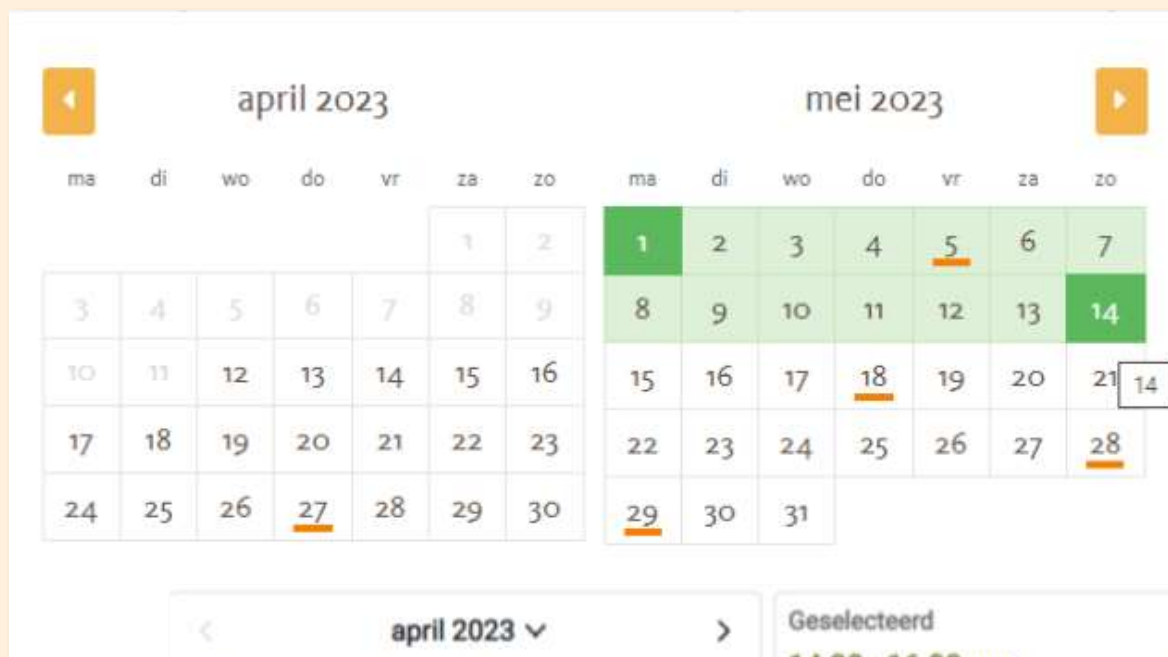 april 2023 mei 2023
ma di wo do vr za zo ma di wo do vr za zo
1 2 1 2 3 4 5 6 7
3 4 5 6 7 8 9 8 9 10 11 12 13 14
10 11 12 13 14 15 16 15 16 17 18 19 20 21 14
17 18 19 20 21 22 23 22 23 24 25 26 27 28
24 25 26 27 28 29 30 29 30 31
april 2023 Geselecteerd